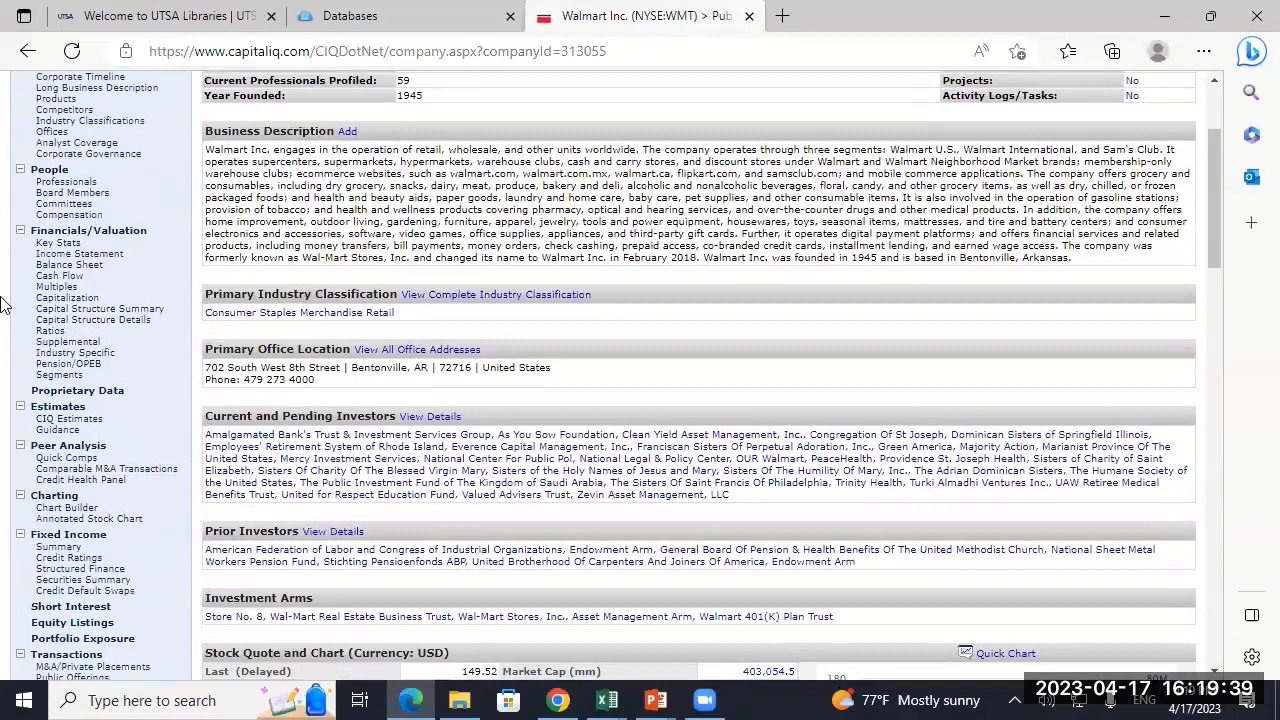 Welcome to UTSA Libraries | UTS
Databases
Walmart Inc. (NYSE:WMT) > Pub
https://www.capitaliq.com/CIQDotNet/company.aspx?companyId=313055
Corporate Timeline
Long Business Description
Products
Competitors
Industry Classifications
Offices
Analyst Coverage
Corporate Governance
People
Professionals
Board Members
Committees
Compensation
Financials/Valuation
Key Stats
Income Statement
Balance Sheet
Cash Flow
Multiples
Capitalization
Capital Structure Summary
Capital Structure Details
Ratios
Supplemental
Industry Specific
Pension/OPEB
Segments
Proprietary Data
Estimates
CIQ Estimates
Guidance
Peer Analysis
Quick Comps
Comparable M&A Transactions
Credit Health Panel
Charting
Chart Builder
Annotated Stock Chart
Fixed Income
Summary
Credit Ratings
Structured Finance
Securities Summary
Credit Default Swaps
Short Interest
Equity Listings
Portfolio Exposure
Transactions
M&A/Private Placements
Public Offerings
Current Professionals Profiled: 59 Projects: No
Year Founded: 1945 Activity Logs/Tasks: No
Business Description Add
Walmart Inc. engages in the operation of retail, wholesale, and other units worldwide. The company operates through three segments: Walmart U.S., Walmart International, and Sam's Club. It
operates supercenters, supermarkets, hypermarkets, warehouse clubs, cash and carry stores, and discount stores under Walmart and Walmart Neighborhood Market brands; membership-only
warehouse clubs; ecommerce websites, such as walmart.com, walmart.com.mx, walmart.ca, flipkart.com, and samsclub.com; and mobile commerce applications. The company offers grocery and
consumables, including dry grocery, snacks, dairy, meat, produce, bakery and deli, alcoholic and nonalcoholic beverages, floral, candy, and other grocery items, as well as dry, chilled, or frozen
packaged foods; and health and beauty aids, paper goods, laundry and home care, baby care, pet supplies, and other consumable items. It is also involved in the operation of gasoline stations;
provision of tobacco; and health and wellness products covering pharmacy, optical and hearing services, and over-the-counter drugs and other medical products. In addition, the company offers
home improvement, outdoor living, gardening, furniture, apparel, jewelry, tools and power equipment, housewares, toys, seasonal items, mattresses, and tire and battery centers; and consumer
electronics and accessories, software, video games, office supplies, appliances, and third-party gift cards. Further, it operates digital payment platforms; and offers financial services and related
products, including money transfers, bill payments, money orders, check cashing, prepaid access, co-branded credit cards, installment lending, and earned wage access. The company was
formerly known as Wal-Mart Stores, Inc. and changed its name to Walmart Inc. in February 2018. Walmart Inc. was founded in 1945 and is based in Bentonville, Arkansas.
Primary Industry Classification View Complete Industry Classification
Consumer Staples Merchandise Retail
Primary Office Location View All Office Addresses
702 South West 8th Street | Bentonville, AR | 72716 | United States
Phone: 479 273 4000
Current and Pending Investors View Details
Amalgamated Bank's Trust & Investment Services Group, As You Sow Foundation, Clean Yield Asset Management, Inc., Congregation Of St Joseph, Dominican Sisters of Springfield Illinois,
Employees' Retirement System of Rhode Island, Everence Capital Management, Inc., Franciscan Sisters Of Perpetual Adoration, Inc., Green America, Majority Action, Marianist Province Of The
United States, Mercy Investment Services, National Center For Public Pol, National Legal & Policy Center, OUR Walmart, PeaceHealth, Providence St. Joseph Health, Sisters of Charity of Saint
Elizabeth, Sisters Of Charity Of The Blessed Virgin Mary, Sisters of the Holy Names of Jesus and Mary, Sisters Of The Humility Of Mary, Inc., The Adrian Dominican Sisters, The Humane Society of
the United States, The Public Investment Fund of The Kingdom of Saudi Arabia, The Sisters Of Saint Francis Of Philadelphia, Trinity Health, Turki Almadhi Ventures Inc., UAW Retiree Medical
Benefits Trust, United for Respect Education Fund, Valued Advisers Trust, Zevin Asset Management, LLC
Prior Investors View Details
American Federation of Labor and Congress of Industrial Organizations, Endowment Arm, General Board Of Pension & Health Benefits Of The United Methodist Church, National Sheet Metal
Workers Pension Fund, Stichting Pensioenfonds ABP, United Brotherhood Of Carpenters And Joiners Of America, Endowment Arm
Investment Arms
Store No. 8, Wal-Mart Real Estate Business Trust, Wal-Mart Stores, Inc., Asset Management Arm, Walmart 401(K) Plan Trust
Stock Quote and Chart (Currency: USD) Quick Chart
Last (Delayed) 149.52 Market Cap (mm) 403,054.5
Type here to search
77°F Mostly sunny
ENG
2023-04-17 16:19:39
4/17/2023